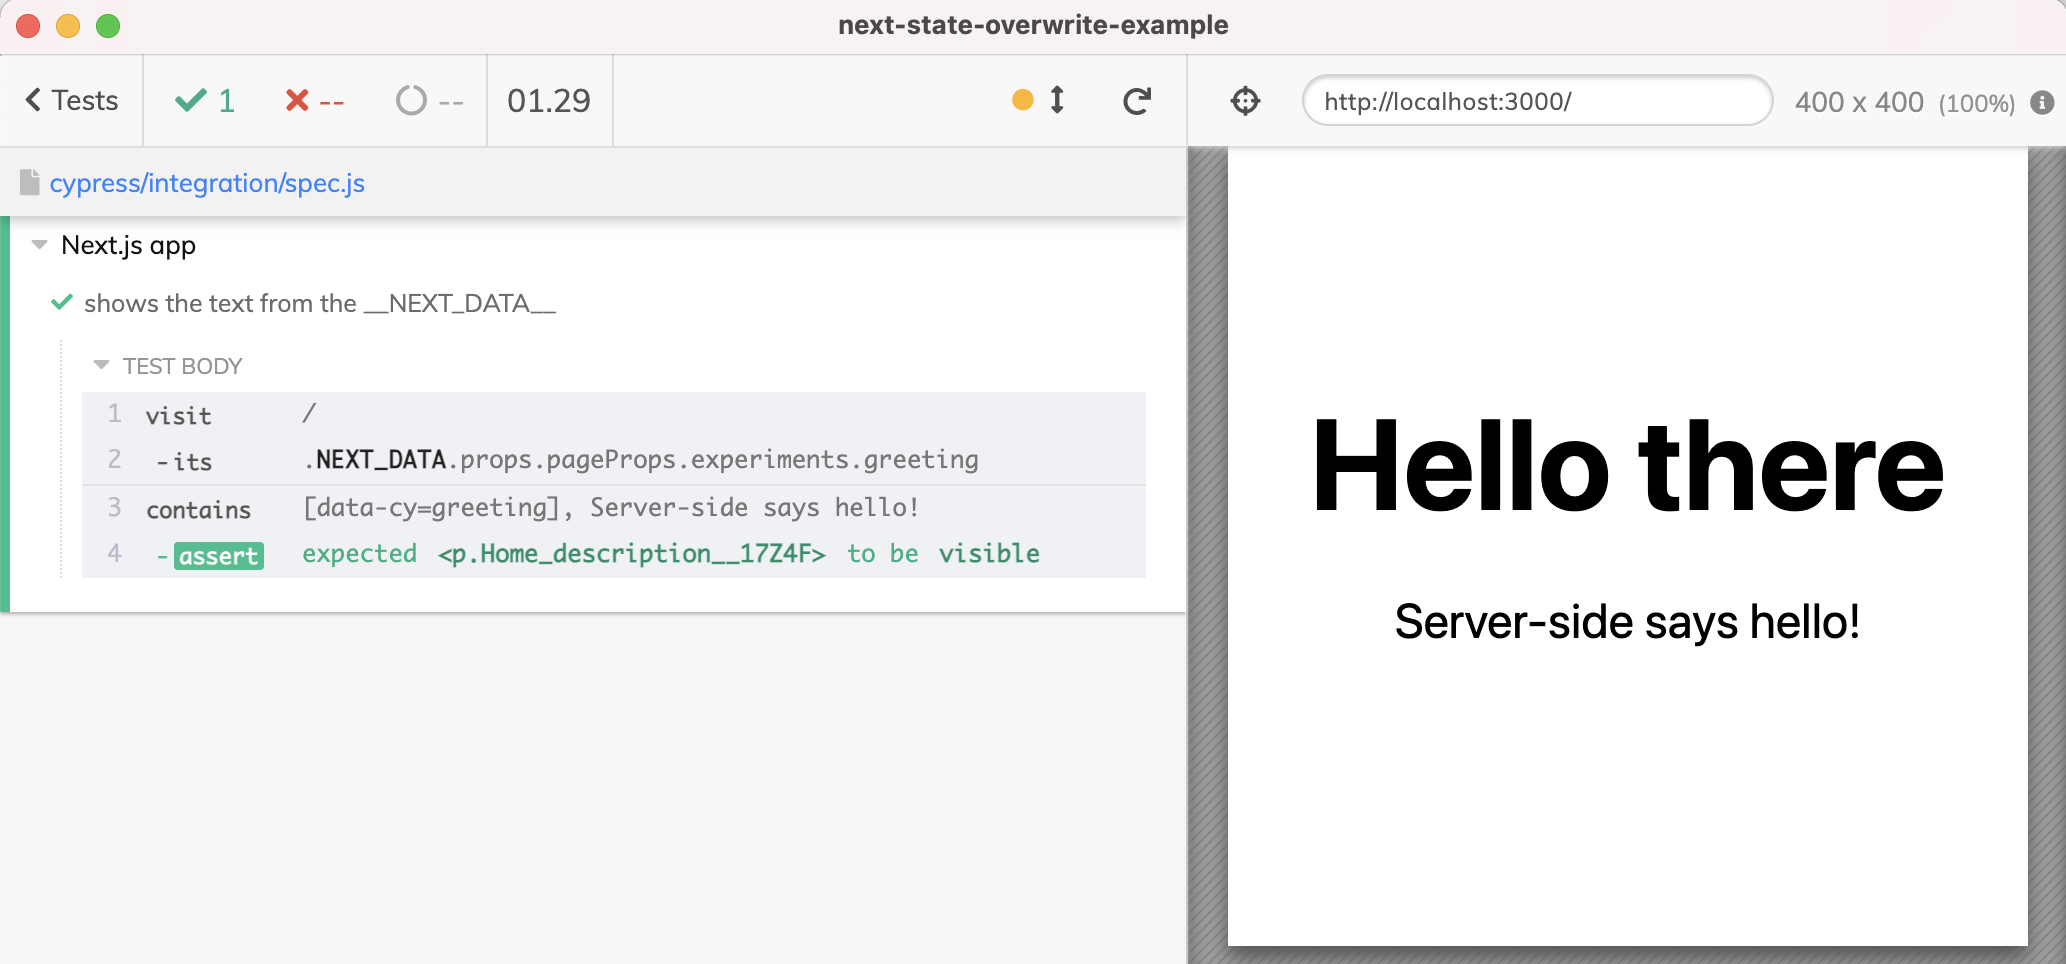 next-state-overwrite-example
Tests 1 -- -- 01.29
http://localhost:3000/ 400 x 400 (100%)
cypress/integration/spec.js
Next.js app
shows the text from the __NEXT_DATA__
TEST BODY
1 visit /
2 -its .NEXT_DATA.props.pageProps.experiments.greeting
3 contains [data-cy=greeting], Server-side says hello!
4 -assert expected <p.Home_description__17Z4F> to be visible
Hello there
Server-side says hello!